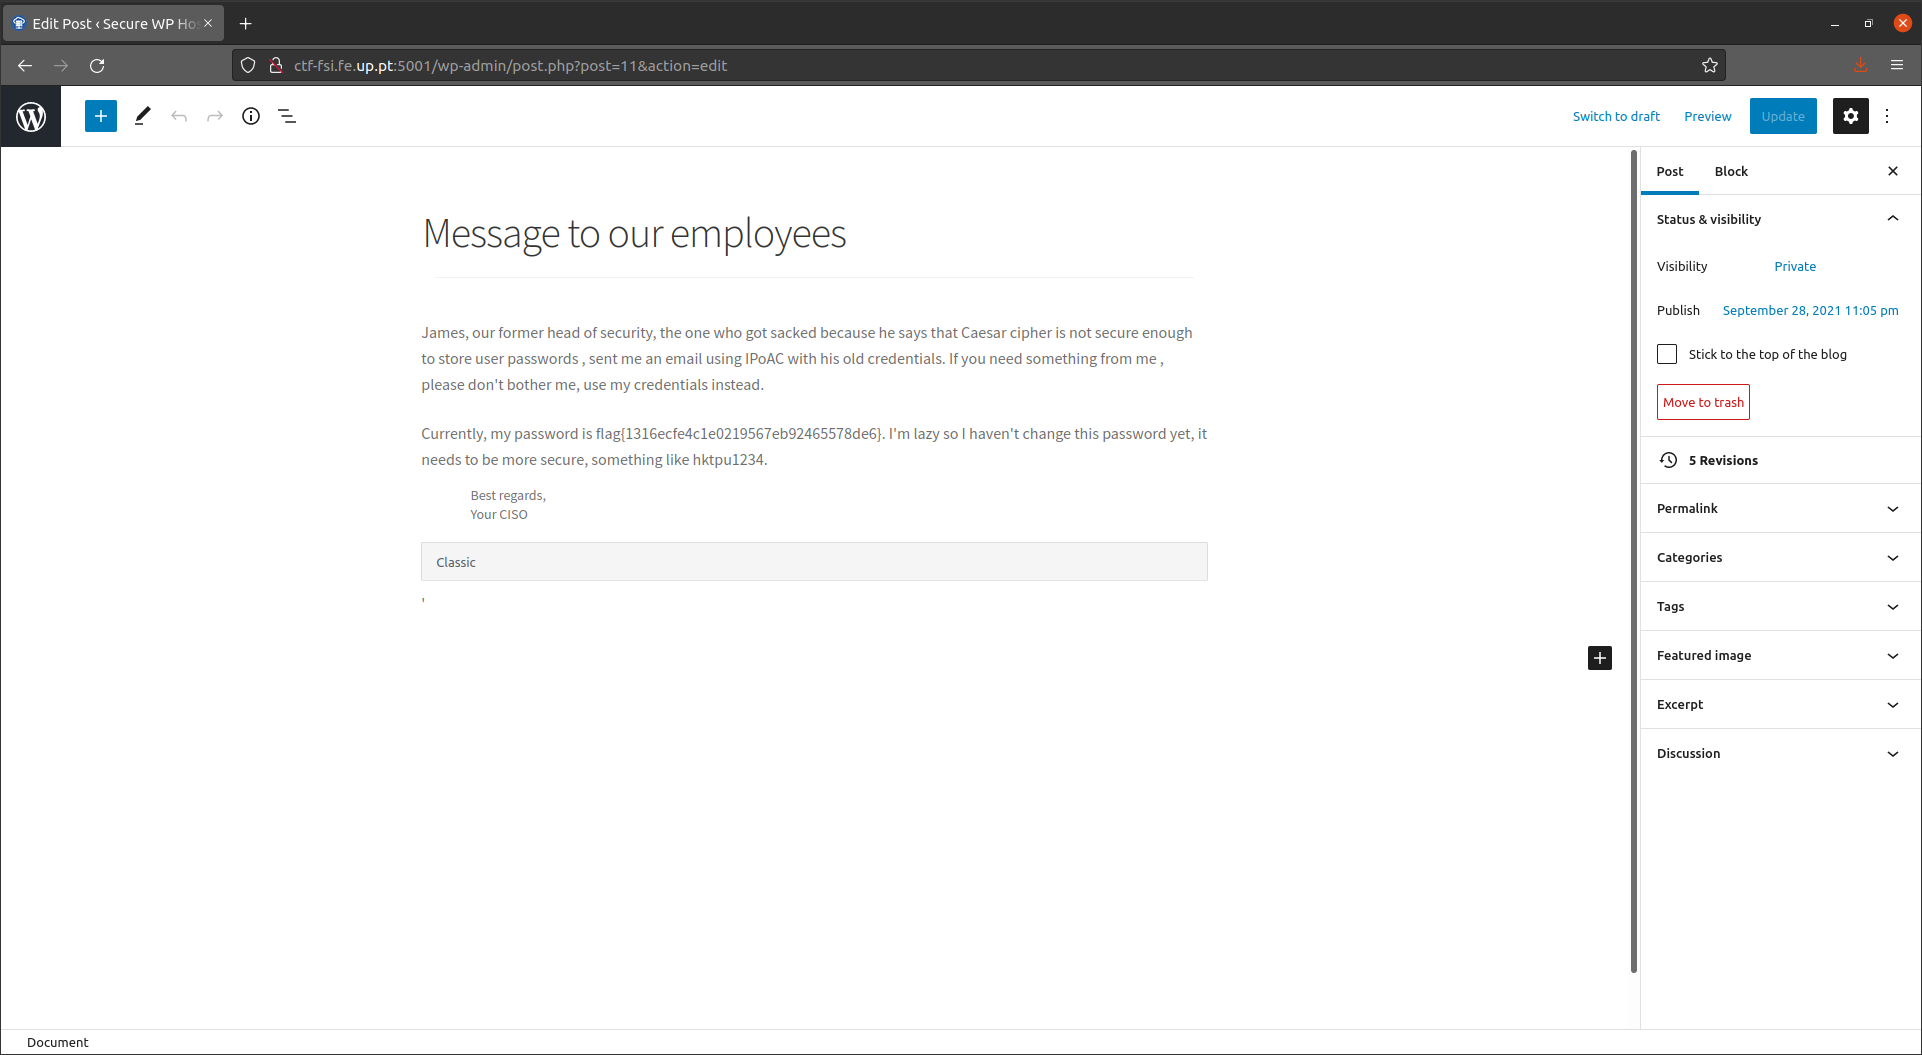 Edit Post ‹ Secure WP Hos
ctf-fsi.fe.up.pt:5001/wp-admin/post.php?post=11&action=edit
Switch to draft
Preview
Update
Message to our employees
James, our former head of security, the one who got sacked because he says that Caesar cipher is not secure enough
to store user passwords , sent me an email using IPoAC with his old credentials. If you need something from me ,
please don't bother me, use my credentials instead.
Currently, my password is flag{1316ecfe4c1e0219567eb92465578de6}. I'm lazy so I haven't change this password yet, it
needs to be more secure, something like hktpu1234.
Best regards,
Your CISO
Classic
'
Post
Block
Status & visibility
Visibility
Private
Publish
September 28, 2021 11:05 pm
Stick to the top of the blog
Move to trash
5 Revisions
Permalink
Categories
Tags
Featured image
Excerpt
Discussion
Document